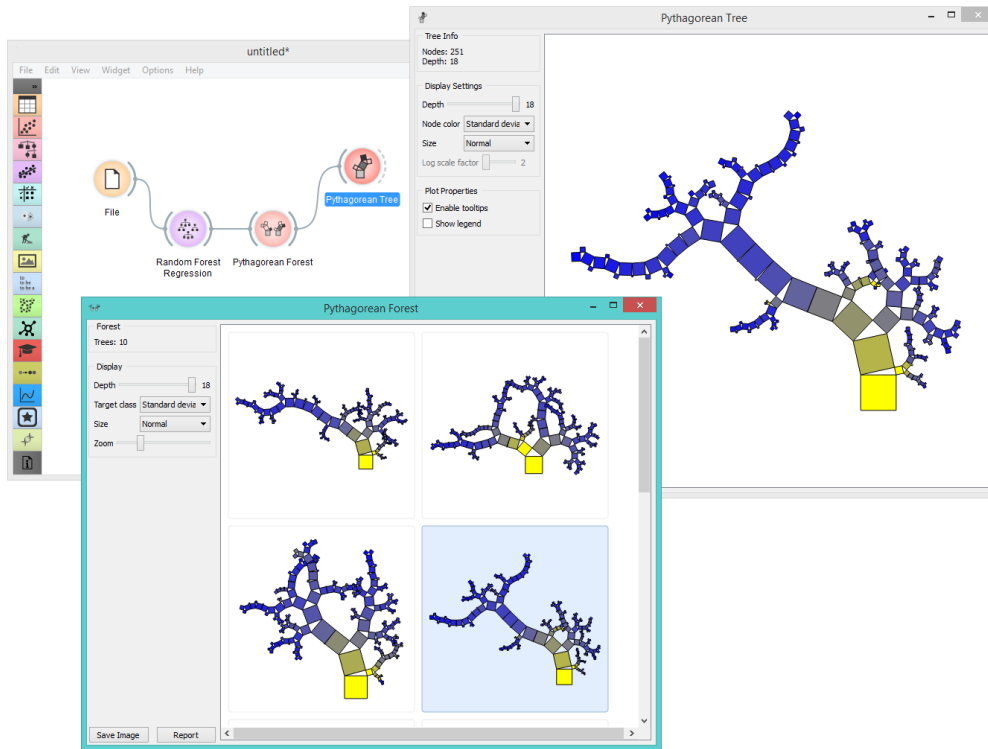 untitled*
File Edit View Widget Options Help
»
File
Random Forest
Regression
Pythagorean Forest
Pythagorean Tree
Pythagorean Tree
Tree Info
Nodes: 251
Depth: 18
Display Settings
Depth 18
Node color Standard devia
Size Normal
Log scale factor 2
Plot Properties
Enable tooltips
Show legend
Pythagorean Forest
Forest
Trees: 10
Display
Depth 18
Target class Standard devia
Size Normal
Zoom
Save Image Report